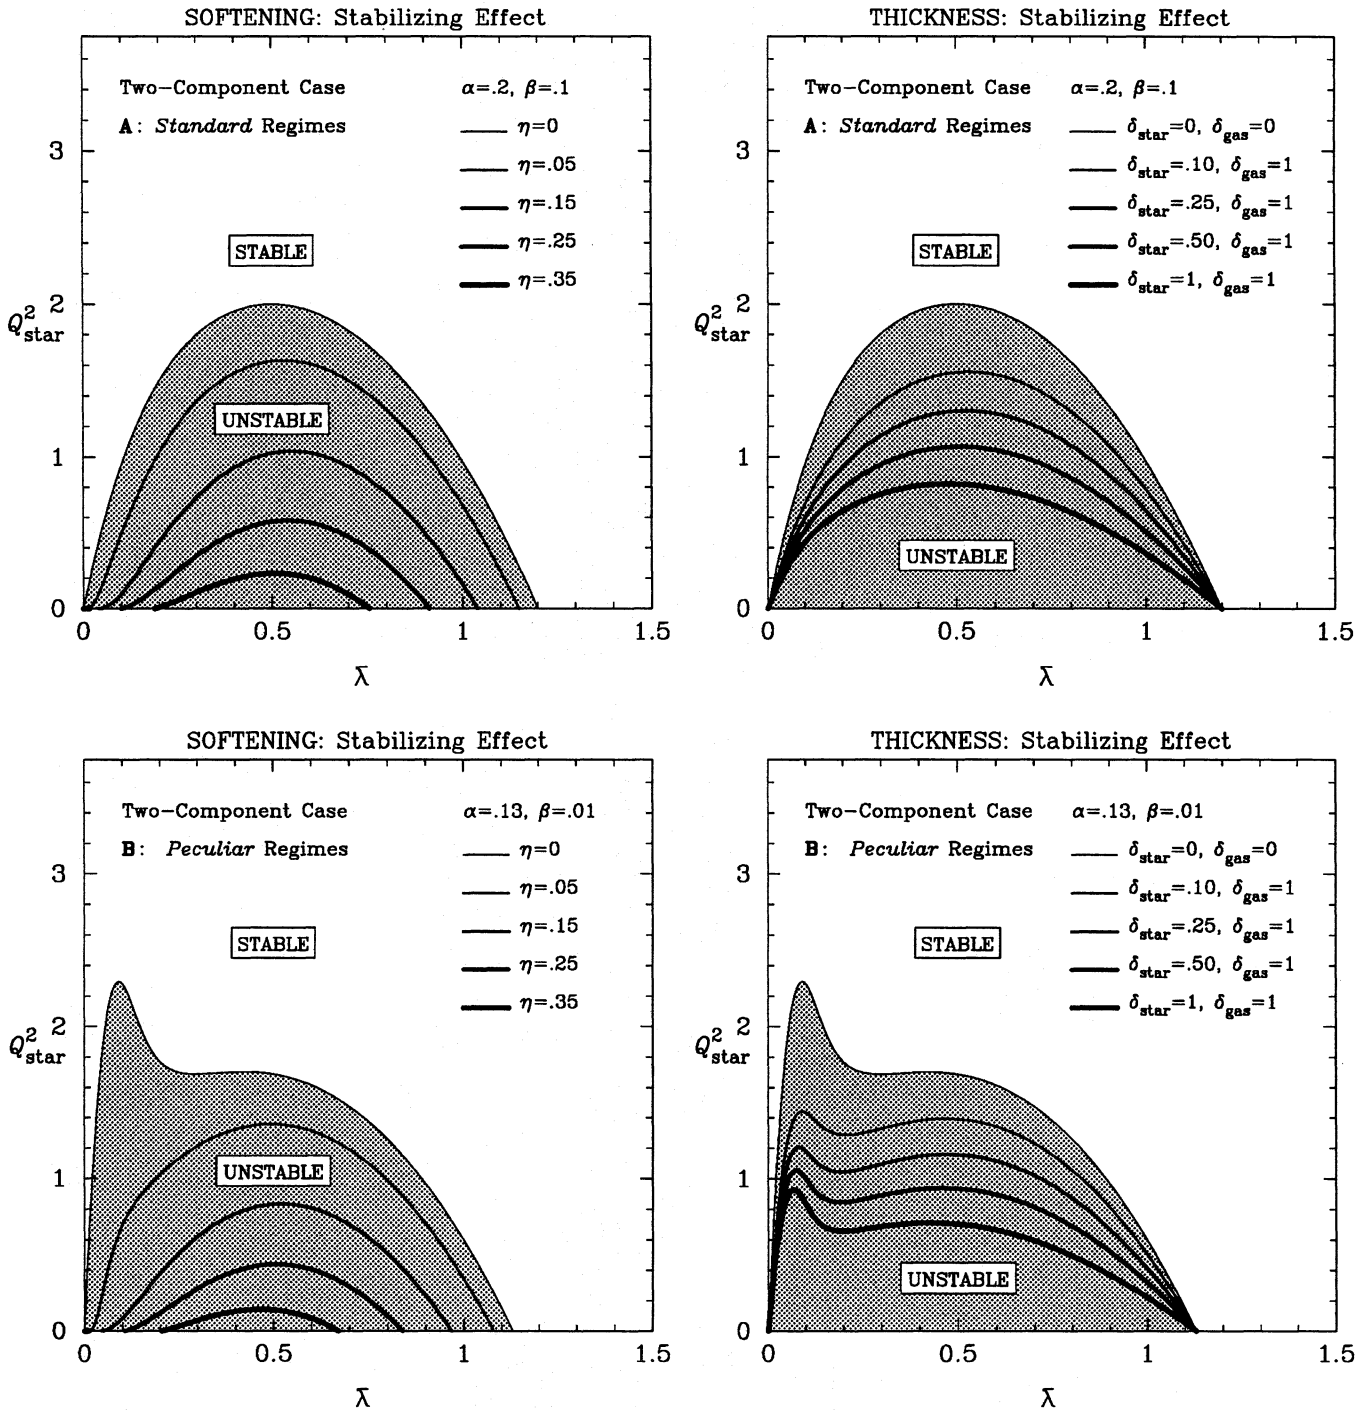 SOFTENING: Stabilizing Effect
Two-Component Case α=.2, β=.1
A: Standard Regimes η=0
η=.05
η=.15
η=.25
η=.35
STABLE
UNSTABLE
3
2
1
0
Q²star
0 0.5 1 1.5
λ̄
THICKNESS: Stabilizing Effect
Two-Component Case α=.2, β=.1
A: Standard Regimes δstar=0, δgas=0
δstar=.10, δgas=1
δstar=.25, δgas=1
δstar=.50, δgas=1
δstar=1, δgas=1
STABLE
UNSTABLE
3
2
1
0
Q²star
0 0.5 1 1.5
λ̄
SOFTENING: Stabilizing Effect
Two-Component Case α=.13, β=.01
B: Peculiar Regimes η=0
η=.05
η=.15
η=.25
η=.35
STABLE
UNSTABLE
3
2
1
0
Q²star
0 0.5 1 1.5
λ̄
THICKNESS: Stabilizing Effect
Two-Component Case α=.13, β=.01
B: Peculiar Regimes δstar=0, δgas=0
δstar=.10, δgas=1
δstar=.25, δgas=1
δstar=.50, δgas=1
δstar=1, δgas=1
STABLE
UNSTABLE
3
2
1
0
Q²star
0 0.5 1 1.5
λ̄